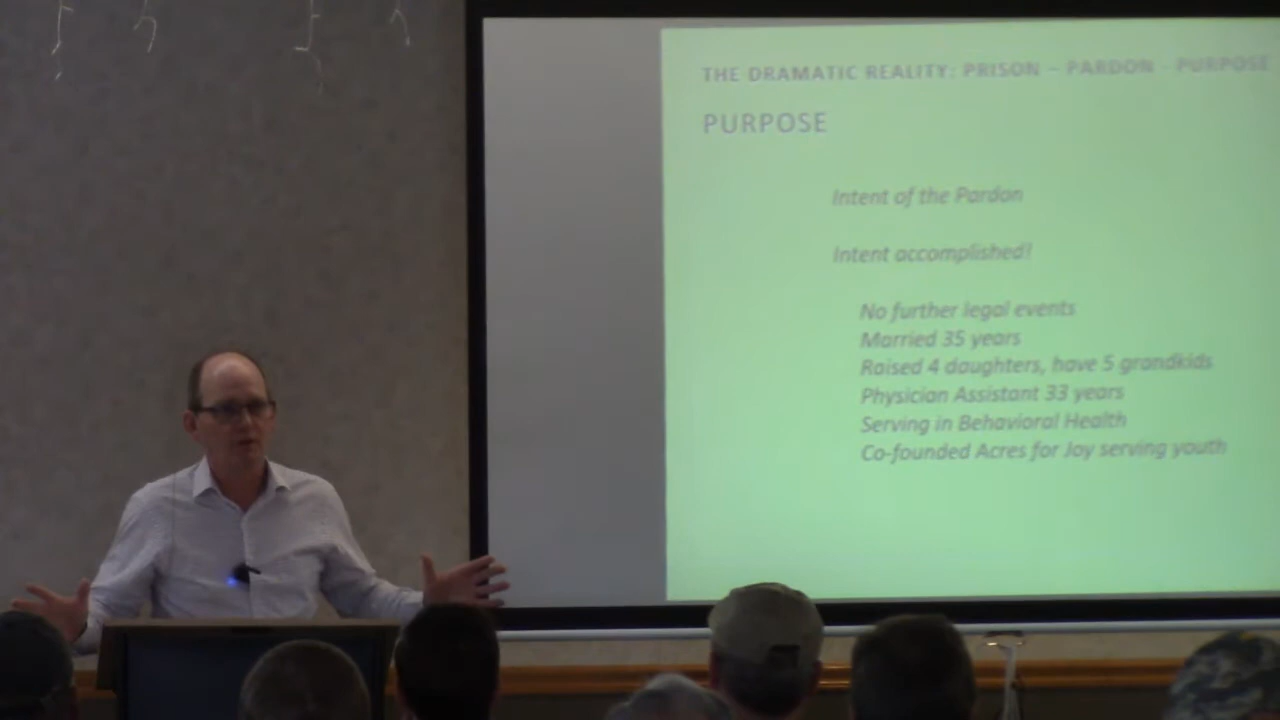 THE DRAMATIC REALITY: PRISON – PARDON - PURPOSE
PURPOSE
Intent of the Pardon
Intent accomplished!
No further legal events
Married 35 years
Raised 4 daughters, have 5 grandkids
Physician Assistant 33 years
Serving in Behavioral Health
Co-founded Acres for Joy serving youth